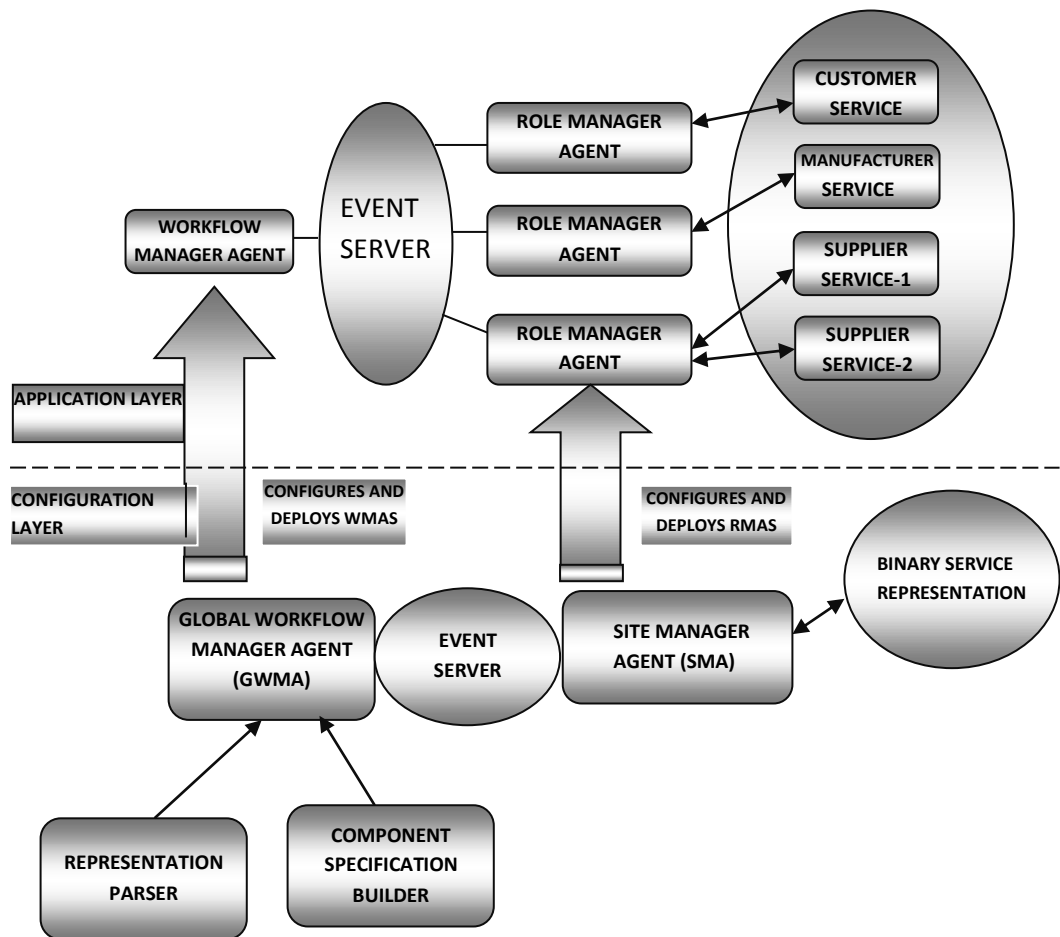 CUSTOMER
SERVICE
ROLE MANAGER
AGENT
MANUFACTURER
SERVICE
EVENT
SERVER
ROLE MANAGER
AGENT
WORKFLOW
MANAGER AGENT
SUPPLIER
SERVICE-1
ROLE MANAGER
AGENT
SUPPLIER
SERVICE-2
APPLICATION LAYER
CONFIGURATION
LAYER
CONFIGURES AND
DEPLOYS WMAS
CONFIGURES AND
DEPLOYS RMAS
BINARY SERVICE
REPRESENTATION
GLOBAL WORKFLOW
MANAGER AGENT
(GWMA)
EVENT
SERVER
SITE MANAGER
AGENT (SMA)
REPRESENTATION
PARSER
COMPONENT
SPECIFICATION
BUILDER